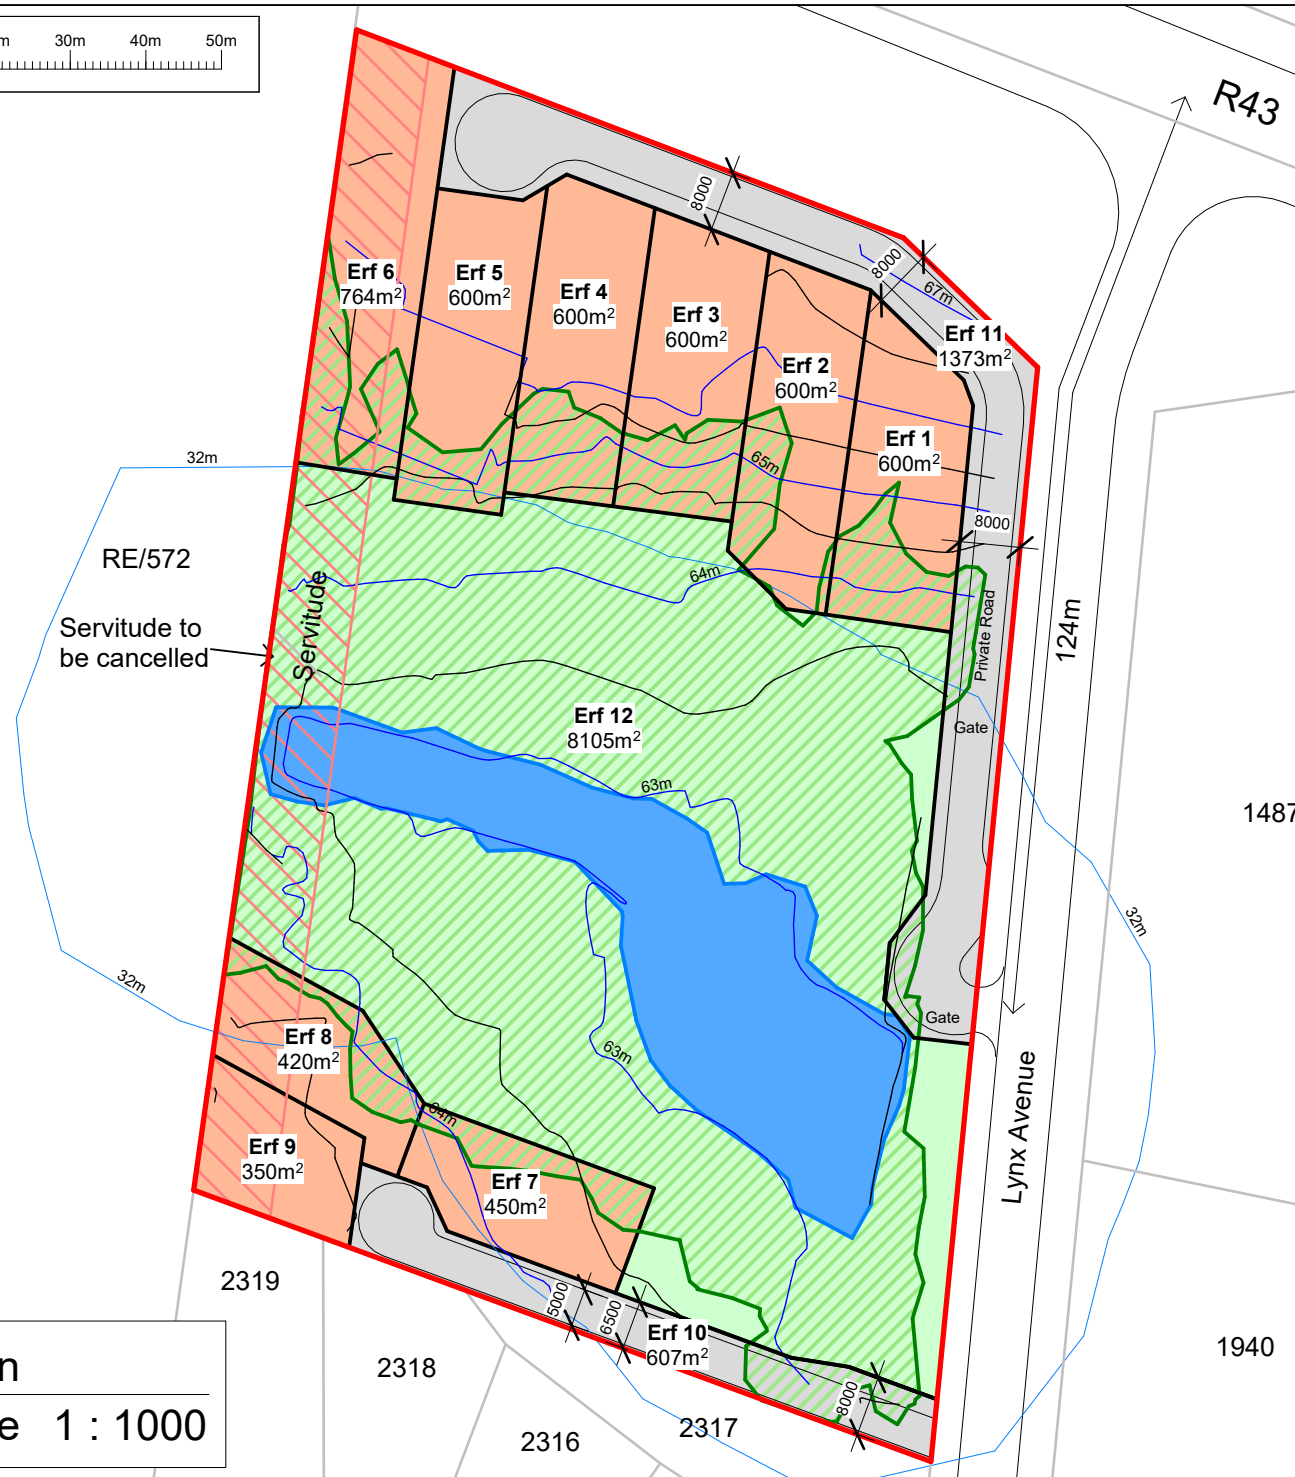 30m
40m
50m
R43
8000
8000
67m
Erf 11
1373m²
Erf 6
764m²
Erf 5
600m²
Erf 4
600m²
Erf 3
600m²
Erf 2
600m²
Erf 1
600m²
32m
65m
8000
RE/572
64m
Servitude
Servitude to
be cancelled
Private Road
124m
Erf 12
8105m²
Gate
63m
1487
32m
32m
Gate
Erf 8
420m²
63m
Lynx Avenue
64m
Erf 9
350m²
Erf 7
450m²
2319
5000
6500
Erf 10
607m²
1940
2318
8000
2317
2316
1 : 1000